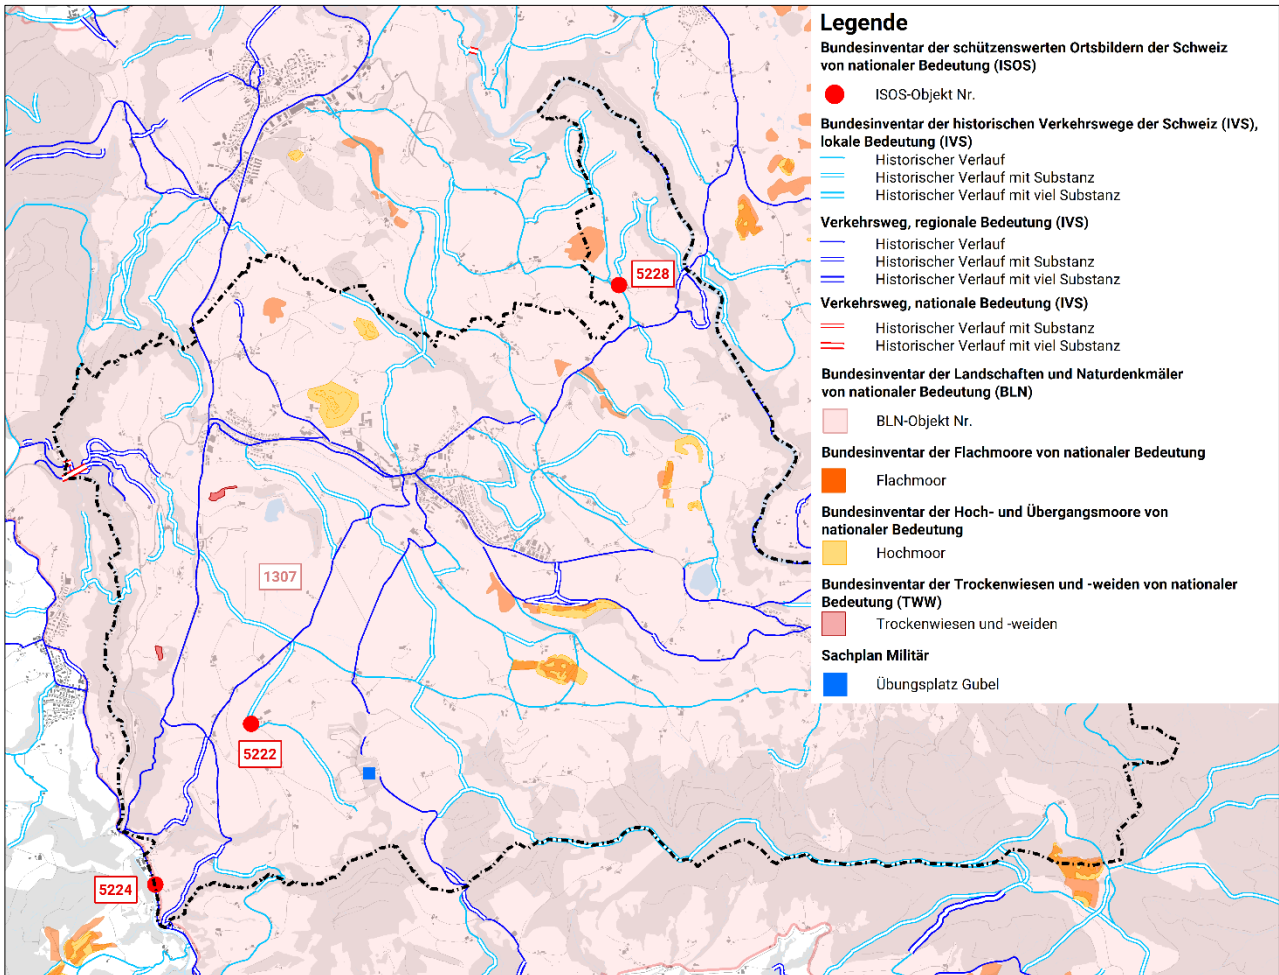 Legende
Bundesinventar der schützenswerten Ortsbildern der Schweiz
von nationaler Bedeutung (ISOS)
ISOS-Objekt Nr.
Bundesinventar der historischen Verkehrswege der Schweiz (IVS),
lokale Bedeutung (IVS)
Historischer Verlauf
Historischer Verlauf mit Substanz
Historischer Verlauf mit viel Substanz
Verkehrsweg, regionale Bedeutung (IVS)
Historischer Verlauf
Historischer Verlauf mit Substanz
Historischer Verlauf mit viel Substanz
Verkehrsweg, nationale Bedeutung (IVS)
Historischer Verlauf mit Substanz
Historischer Verlauf mit viel Substanz
Bundesinventar der Landschaften und Naturdenkmäler
von nationaler Bedeutung (BLN)
BLN-Objekt Nr.
Bundesinventar der Flachmoore von nationaler Bedeutung
Flachmoor
Bundesinventar der Hoch- und Übergangsmoore von
nationaler Bedeutung
Hochmoor
Bundesinventar der Trockenwiesen und -weiden von nationaler
Bedeutung (TWW)
Trockenwiesen und -weiden
Sachplan Militär
Übungsplatz Gubel
5228
1307
5222
5224